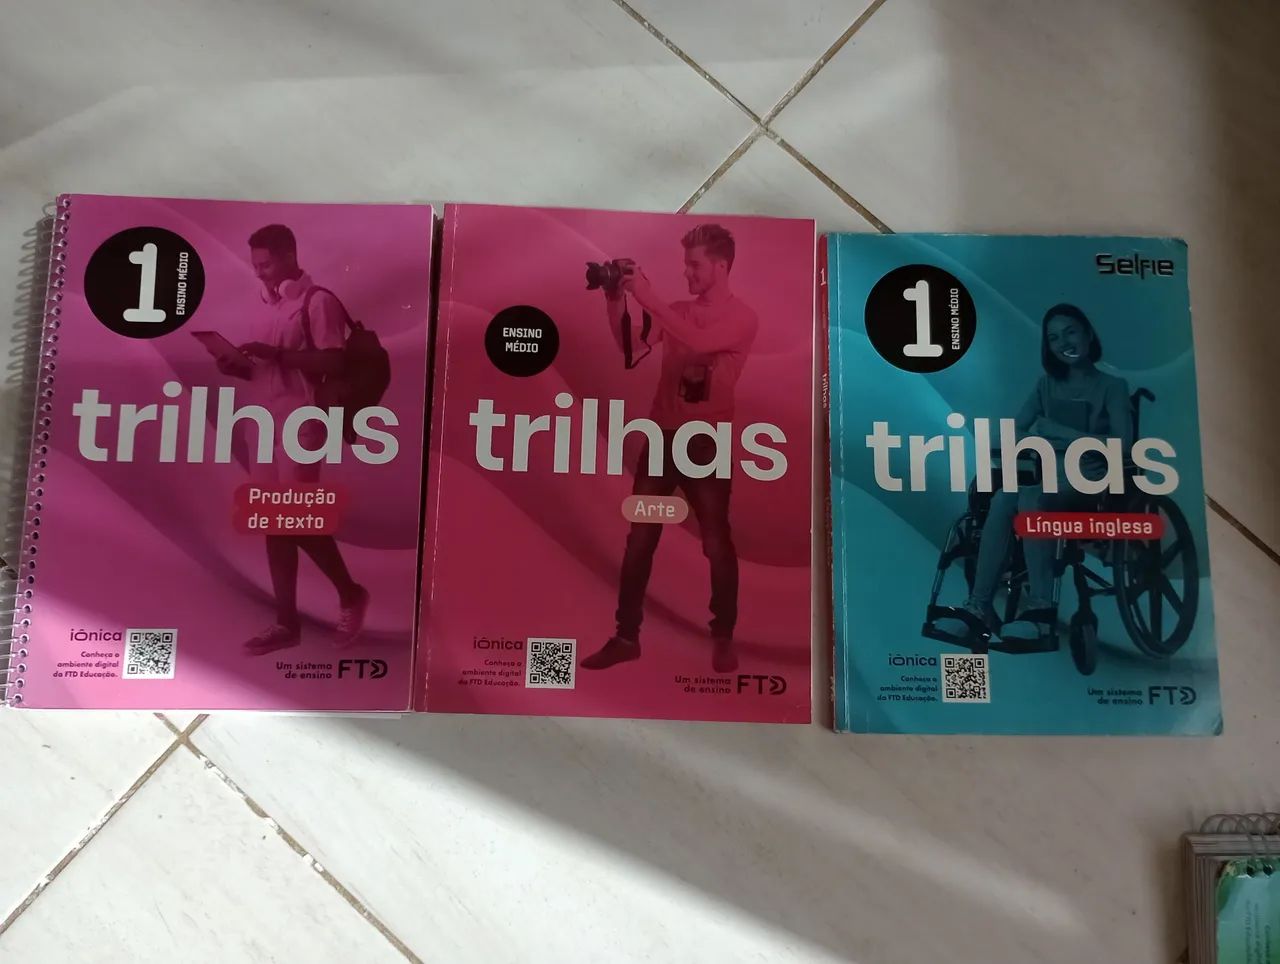 1
ENSINO MÉDIO
trilhas
Produção
de texto
iônica
Conheça o
ambiente digital
da FTD Educação.
Um sistema
de ensino
FTD
ENSINO
MÉDIO
trilhas
Arte
iônica
Conheça o
ambiente digital
da FTD Educação.
Um sistema
de ensino
FTD
1
trilhas
Selfie
1
ENSINO MÉDIO
trilhas
Língua inglesa
iônica
Conheça o
ambiente digital
da FTD Educação.
Um sistema
de ensino
FTD